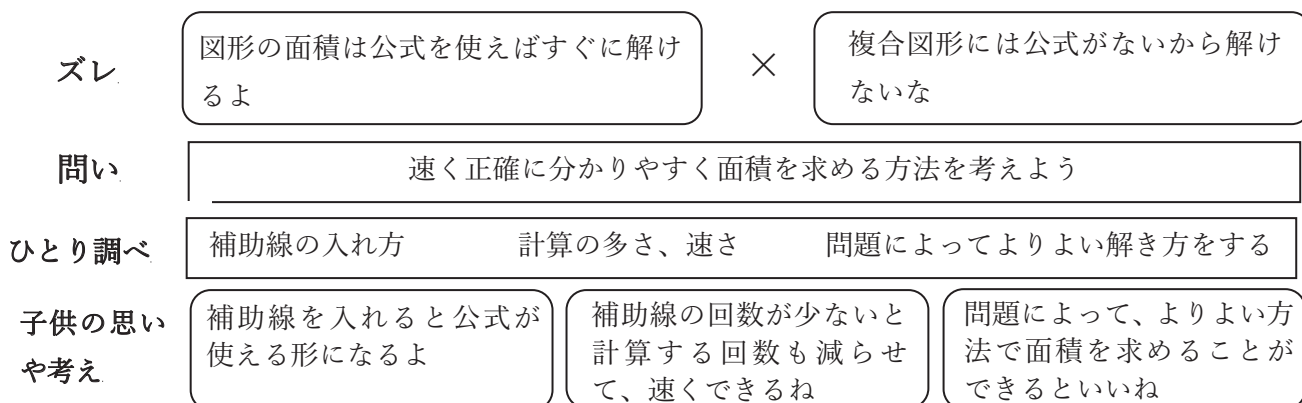 ズレ
図形の面積は公式を使えばすぐに解け
るよ
×
複合図形には公式がないから解け
ないな
問い
速く正確に分かりやすく面積を求める方法を考えよう
ひとり調べ
補助線の入れ方 計算の多さ、速さ 問題によってよりよい解き方をする
子供の思い
や考え
補助線を入れると公式が
使える形になるよ
補助線の回数が少ないと
計算する回数も減らせ
て、速くできるね
問題によって、よりよい方
法で面積を求めることが
できるといいね